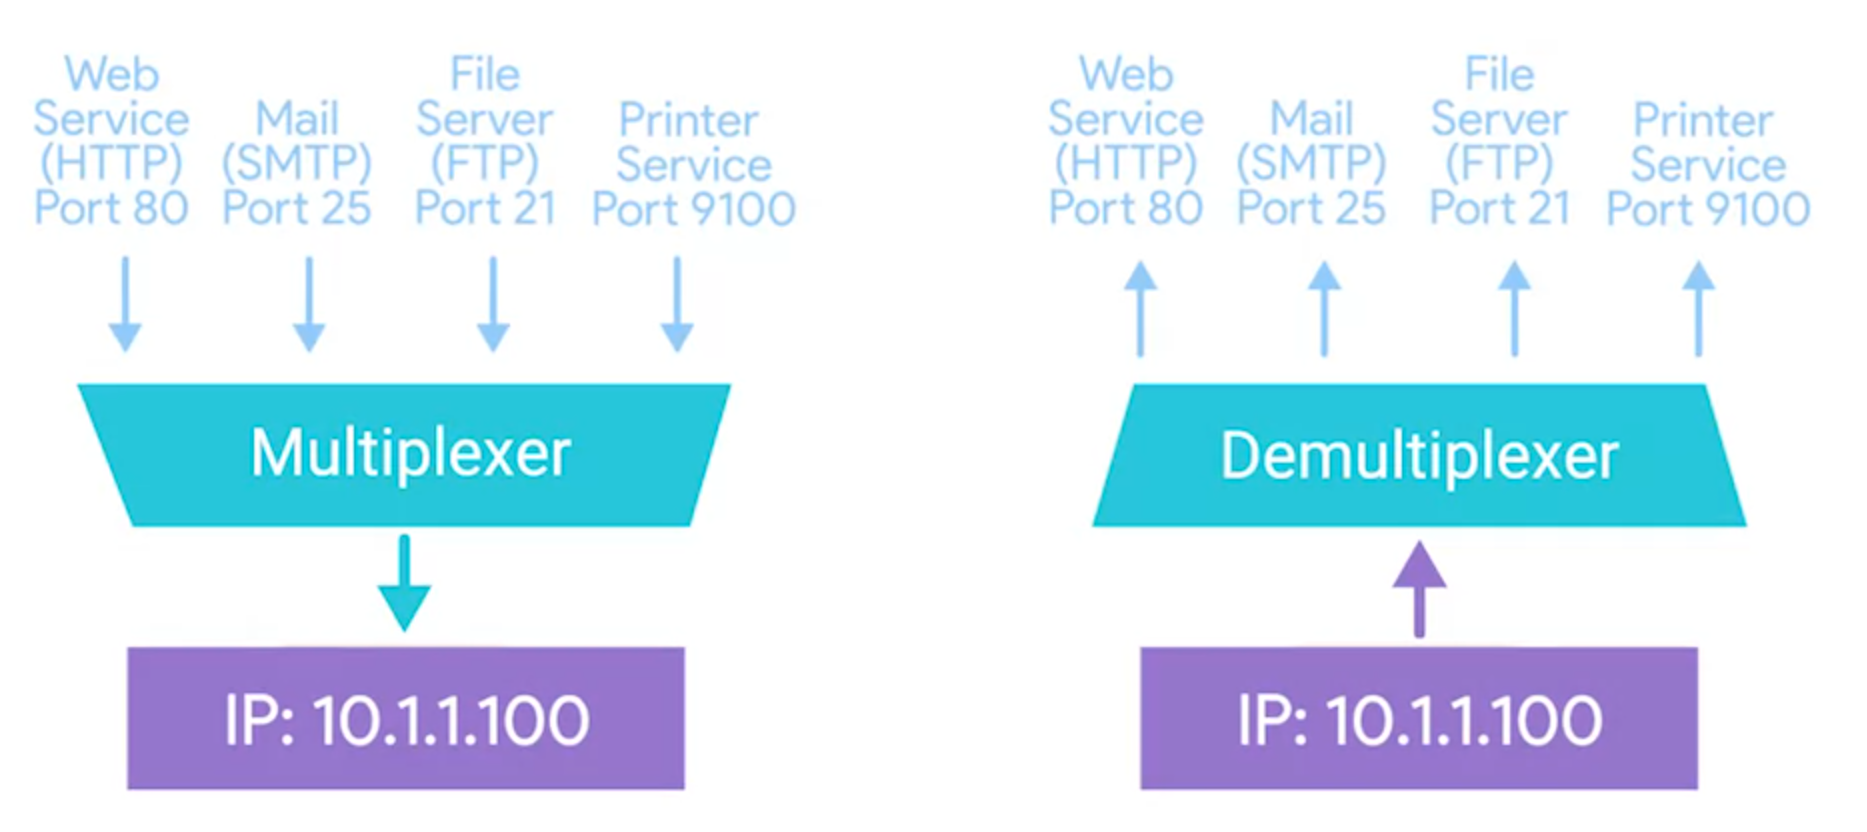 Web
Service
(HTTP)
Port 80
Mail
(SMTP)
Port 25
File
Server
(FTP)
Port 21
Printer
Service
Port 9100
Multiplexer
IP: 10.1.1.100
Web
Service
(HTTP)
Port 80
Mail
(SMTP)
Port 25
File
Server
(FTP)
Port 21
Printer
Service
Port 9100
Demultiplexer
IP: 10.1.1.100